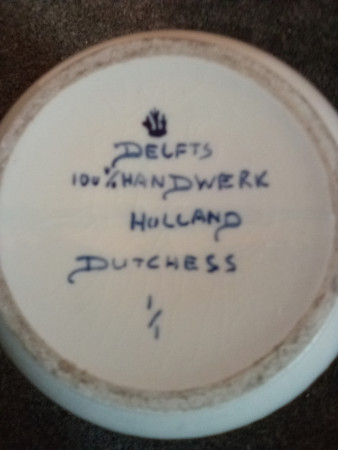 DELFTS
100% HANDWERK
HOLLAND
DUTCHESS
1/1